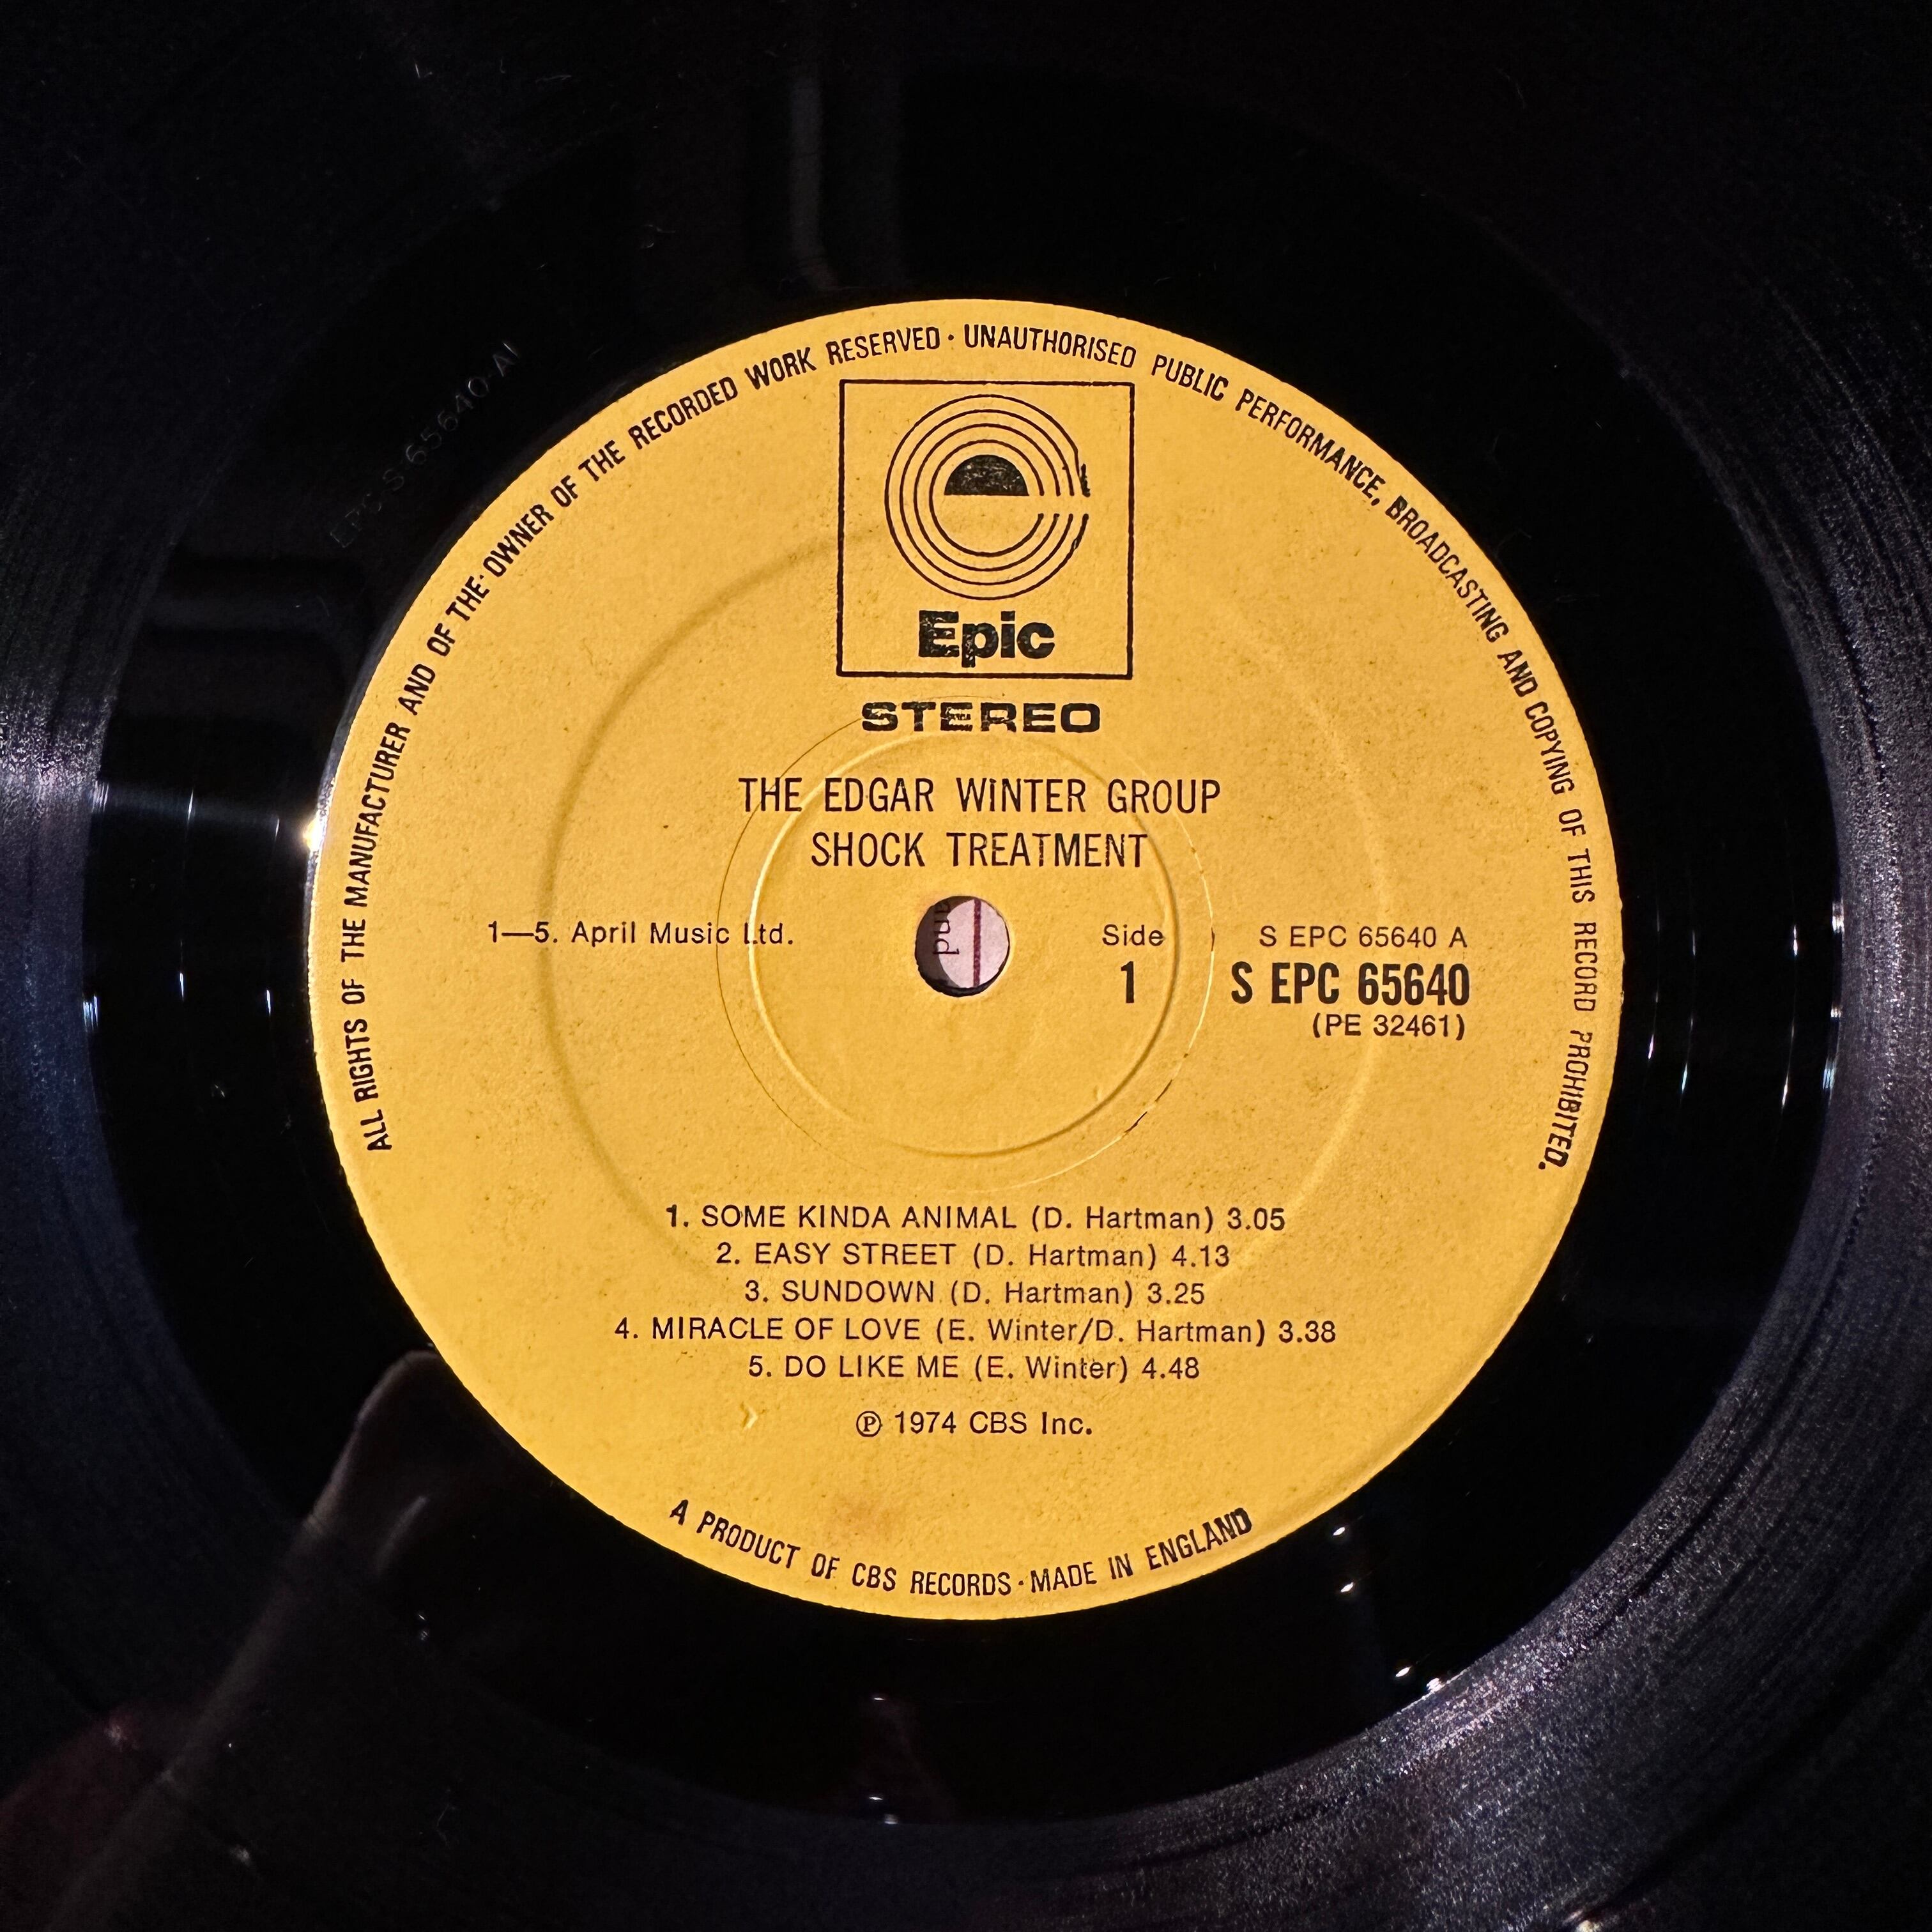 ALL RIGHTS OF THE MANUFACTURER AND OF THE OWNER OF THE RECORDED WORK RESERVED · UNAUTHORISED PUBLIC PERFORMANCE, BROADCASTING AND COPYING OF THIS RECORD PROHIBITED.
EPC-S-65640-A1
Epic
STEREO
THE EDGAR WINTER GROUP
SHOCK TREATMENT
1—5. April Music Ltd.
Side
1
S EPC 65640 A
S EPC 65640
(PE 32461)
1. SOME KINDA ANIMAL (D. Hartman) 3.05
2. EASY STREET (D. Hartman) 4.13
3. SUNDOWN (D. Hartman) 3.25
4. MIRACLE OF LOVE (E. Winter/D. Hartman) 3.38
5. DO LIKE ME (E. Winter) 4.48
Ⓟ 1974 CBS Inc.
A PRODUCT OF CBS RECORDS · MADE IN ENGLAND